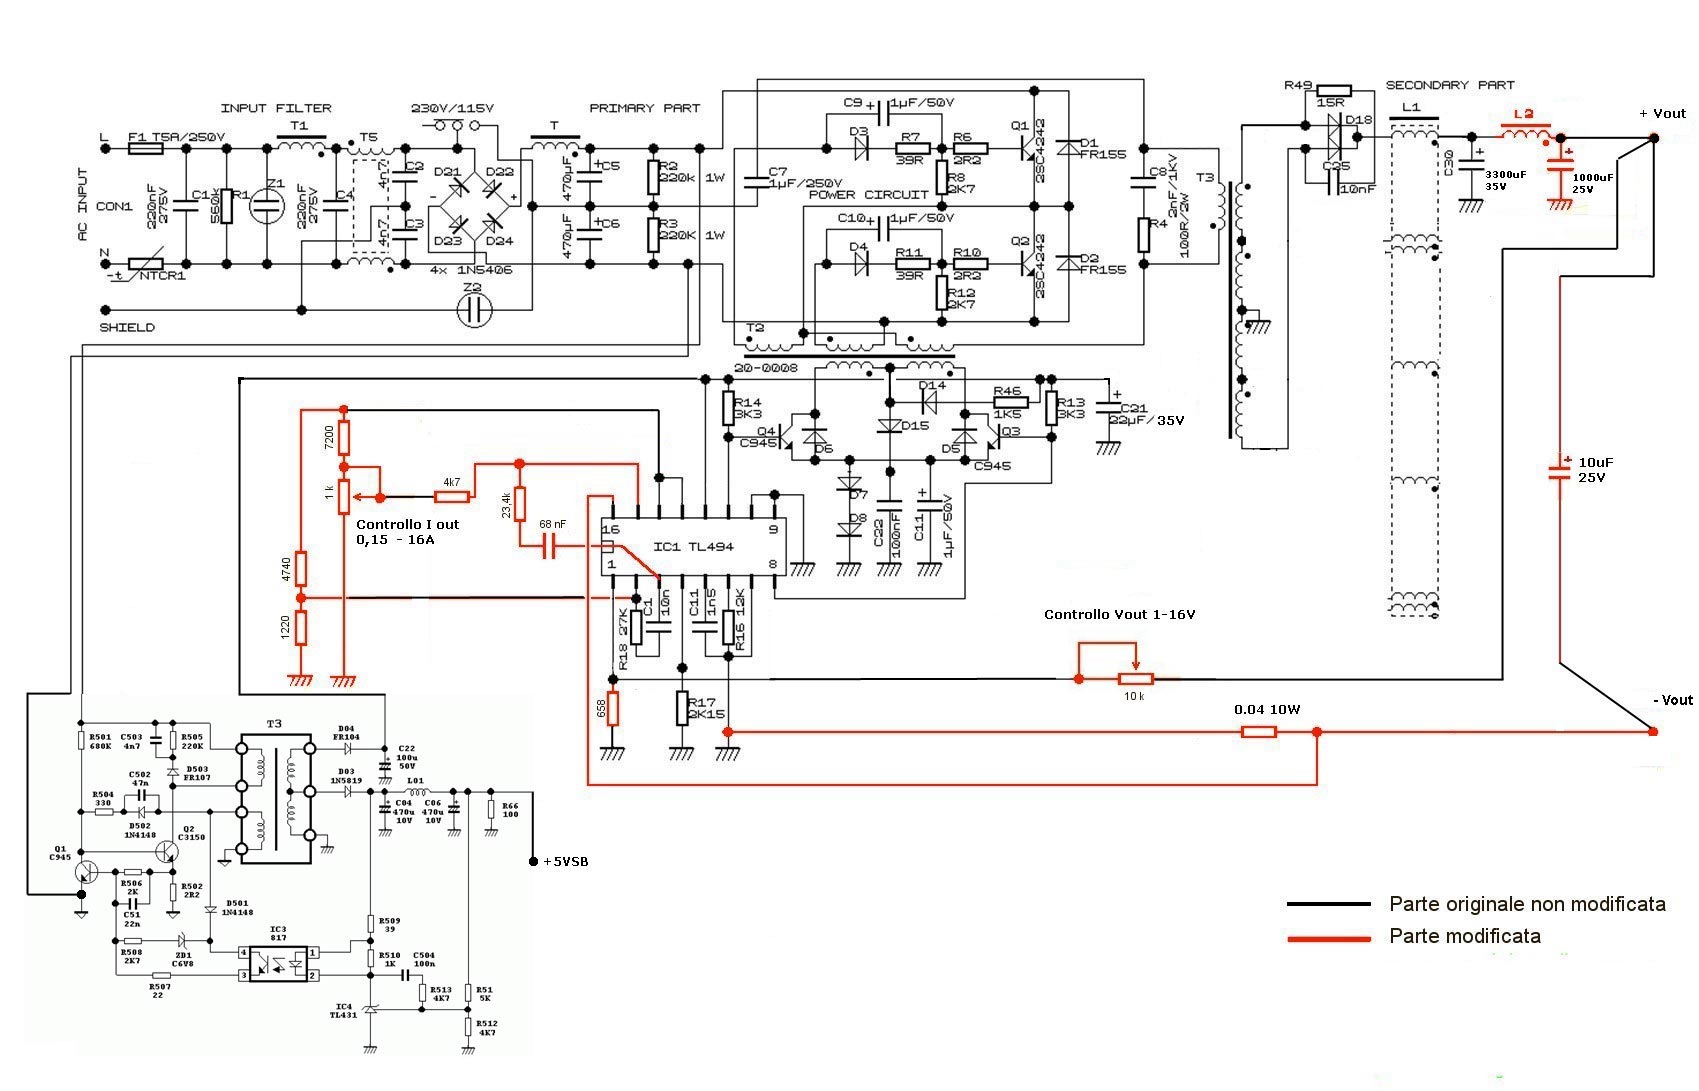 INPUT FILTER
230V/115V
PRIMARY PART
SECONDARY PART
L
F1 T5A/250V
T1
T5
T
AC INPUT
CON1
N
-t
NTCR1
SHIELD
220nF
275V
C1
560k
R1
Z1
220nF
275V
C4
4n7
C2
4n7
C3
D21
D22
D23
D24
-
+
4x 1N5406
Z2
470µF
+
C5
470µF
+
C6
R2
220k 1W
R3
220K 1W
C7
1µF/250V
C9
+
1µF/50V
D3
R7
39R
R6
2R2
R8
2K7
Q1
2SC4242
D1
FR155
POWER CIRCUIT
C10
+
1µF/50V
D4
R11
39R
R10
2R2
R12
2K7
Q2
2SC4242
D2
FR155
C8
2nF/1KV
R4
100R/2W
T3
R49
15R
D18
C25
10nF
L1
L2
C30
+
3300uF
35V
+
1000uF
25V
+ Vout
+
10uF
25V
- Vout
T2
20-0008
R14
3K3
Q4
C945
D6
D14
D15
R46
1K5
D5
Q3
C945
R13
3K3
+
C21
22µF/35V
D7
D8
C22
100nF
+
C11
1µF/50V
7200
1 k
4k7
Controllo I out
0,15 - 16A
23,4k
68 nF
16
9
IC1 TL494
1
8
4740
1220
R18
27K
C1
10n
C11
1n5
R16
12K
658
R17
2K15
Controllo Vout 1-16V
10 k
0.04 10W
T3
R501
680K
C503
4n7
R505
220K
D503
FR107
C502
47n
R504
330
D502
1N4148
Q2
C3150
Q1
C945
R506
2K
C51
22n
R502
2R2
D501
1N4148
R508
2K7
ZD1
C6V8
R507
22
IC3
817
4
3
1
2
D04
FR104
+
C22
100u
50V
D03
1N5819
L01
+
C04
470u
10V
+
C06
470u
10V
R66
100
+5VSB
R509
39
R510
1K
C504
100n
R513
4K7
R51
5K
IC4
TL431
R512
4K7
Parte originale non modificata
Parte modificata